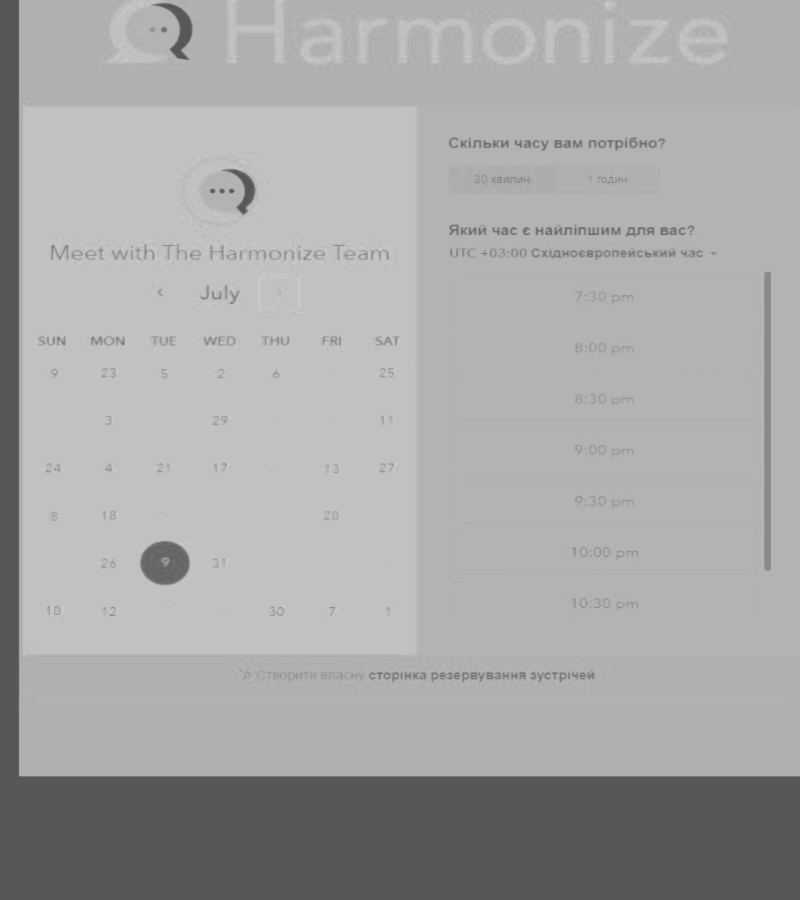 Harmonize
Meet with The Harmonize Team
‹ July ›
SUN MON TUE WED THU FRI SAT
9 23 5 2 6 25
3 29 11
24 4 21 17 13 27
8 18 20
26 9 31
10 12 30 7 1
Скільки часу вам потрібно?
30 хвилин 1 годин
Який час є найліпшим для вас?
UTC +03:00 Східноєвропейський час
7:30 pm
8:00 pm
8:30 pm
9:00 pm
9:30 pm
10:00 pm
10:30 pm
Створити власну сторінка резервування зустрічей